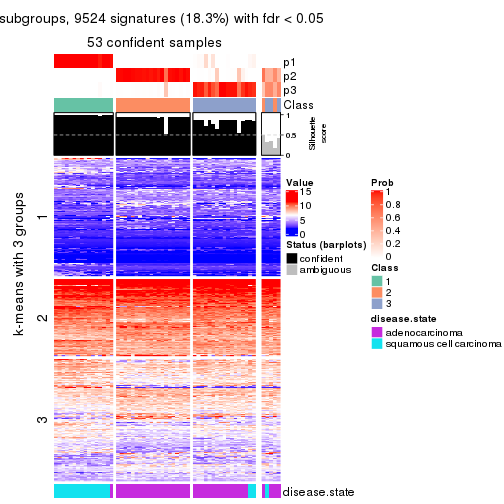 subgroups, 9524 signatures (18.3%) with fdr < 0.05
53 confident samples
p1
p2
p3
Class
1
0.5
0
Silhouette
score
k-means with 3 groups
1
2
3
disease.state
Value
15
10
5
0
Status (barplots)
confident
ambiguous
Prob
1
0.8
0.6
0.4
0.2
0
Class
1
2
3
disease.state
adenocarcinoma
squamous cell carcinoma